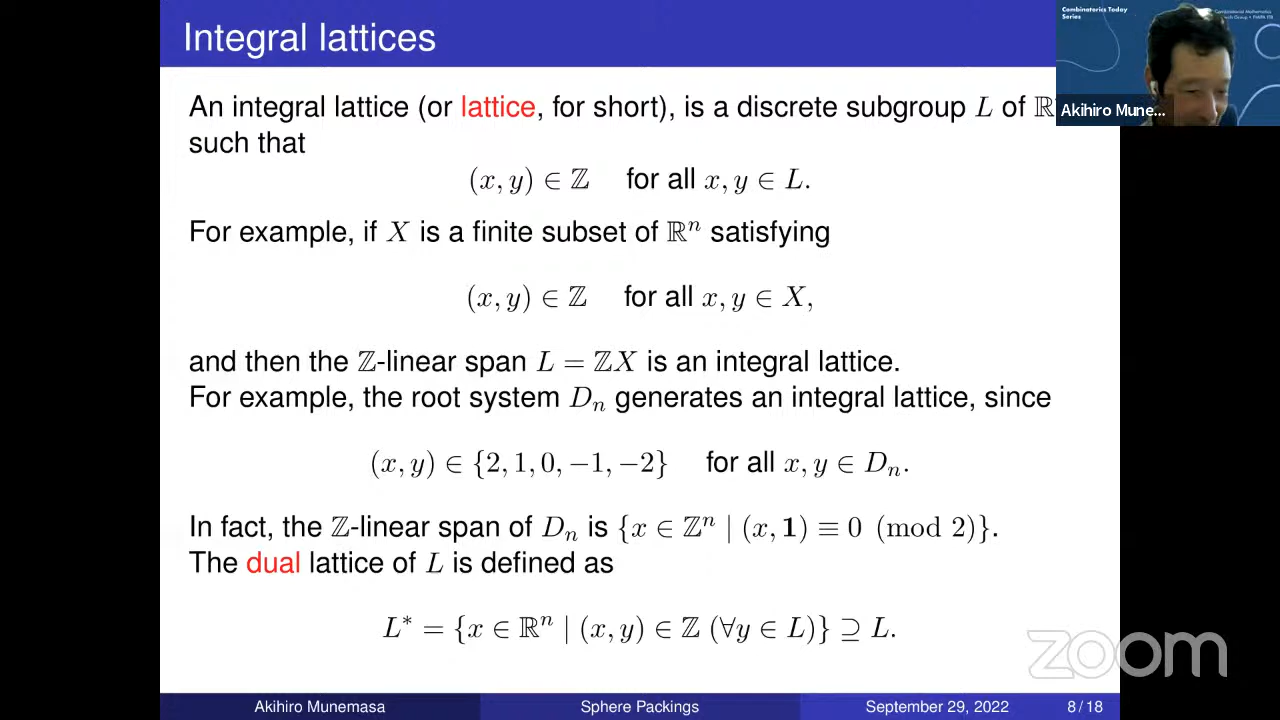 Integral lattices
An integral lattice (or lattice, for short), is a discrete subgroup L of ℝ
such that
(x, y) ∈ ℤ for all x, y ∈ L.
For example, if X is a finite subset of ℝⁿ satisfying
(x, y) ∈ ℤ for all x, y ∈ X,
and then the ℤ-linear span L = ℤX is an integral lattice.
For example, the root system Dₙ generates an integral lattice, since
(x, y) ∈ {2, 1, 0, −1, −2} for all x, y ∈ Dₙ.
In fact, the ℤ-linear span of Dₙ is {x ∈ ℤⁿ | (x, 1) ≡ 0 (mod 2)}.
The dual lattice of L is defined as
L* = {x ∈ ℝⁿ | (x, y) ∈ ℤ (∀y ∈ L)} ⊇ L.
Akihiro Munemasa Sphere Packings September 29, 2022 8 / 18
Combinatorics Today
Series
Akihiro Mune...
zoom